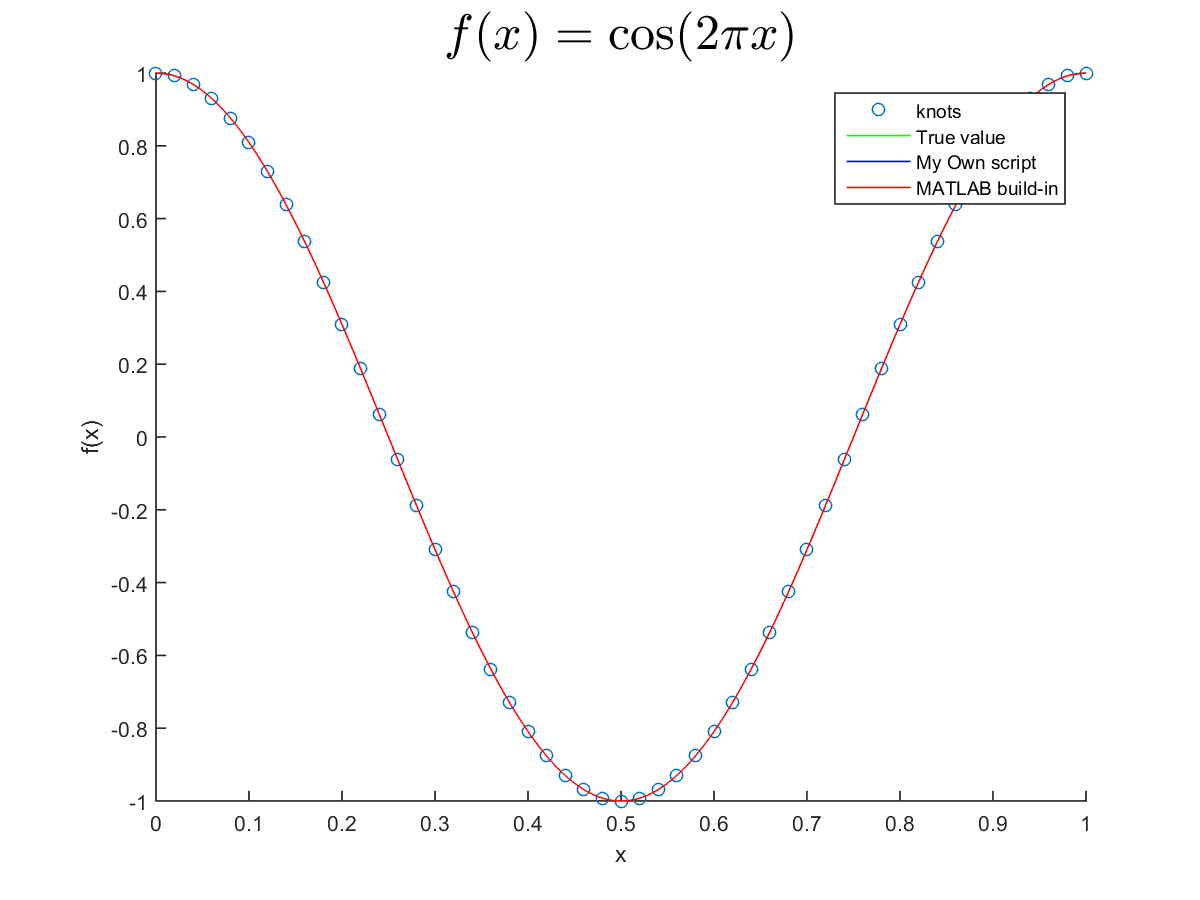 f(x) = cos(2πx)
knots
True value
My Own script
MATLAB build-in
1
0.8
0.6
0.4
0.2
0
-0.2
-0.4
-0.6
-0.8
-1
f(x)
0 0.1 0.2 0.3 0.4 0.5 0.6 0.7 0.8 0.9 1
x